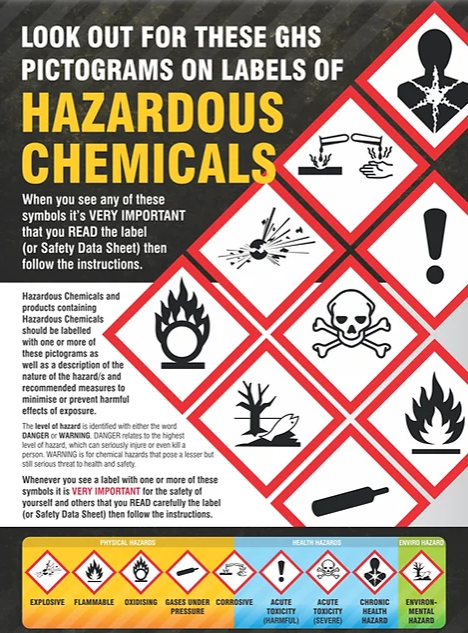 LOOK OUT FOR THESE GHS
PICTOGRAMS ON LABELS OF
HAZARDOUS
CHEMICALS
When you see any of these
symbols it's VERY IMPORTANT
that you READ the label
(or Safety Data Sheet) then
follow the instructions.
Hazardous Chemicals and
products containing
Hazardous Chemicals
should be labelled
with one or more of
these pictograms as
well as a description of the
nature of the hazard/s and
recommended measures to
minimise or prevent harmful
effects of exposure.
The level of hazard is identified with either the word
DANGER or WARNING. DANGER relates to the highest
level of hazard, which can seriously injure or even kill a
person. WARNING is for chemical hazards that pose a lesser but
still serious threat to health and safety.
Whenever you see a label with one or more of these
symbols it is VERY IMPORTANT for the safety of
yourself and others that you READ carefully the label
(or Safety Data Sheet) then follow the instructions.
PHYSICAL HAZARDS
HEALTH HAZARDS
ENVIRO HAZARD
EXPLOSIVE
FLAMMABLE
OXIDISING
GASES UNDER
PRESSURE
CORROSIVE
ACUTE
TOXICITY
(HARMFUL)
ACUTE
TOXICITY
(SEVERE)
CHRONIC
HEALTH
HAZARD
ENVIRON-
MENTAL
HAZARD